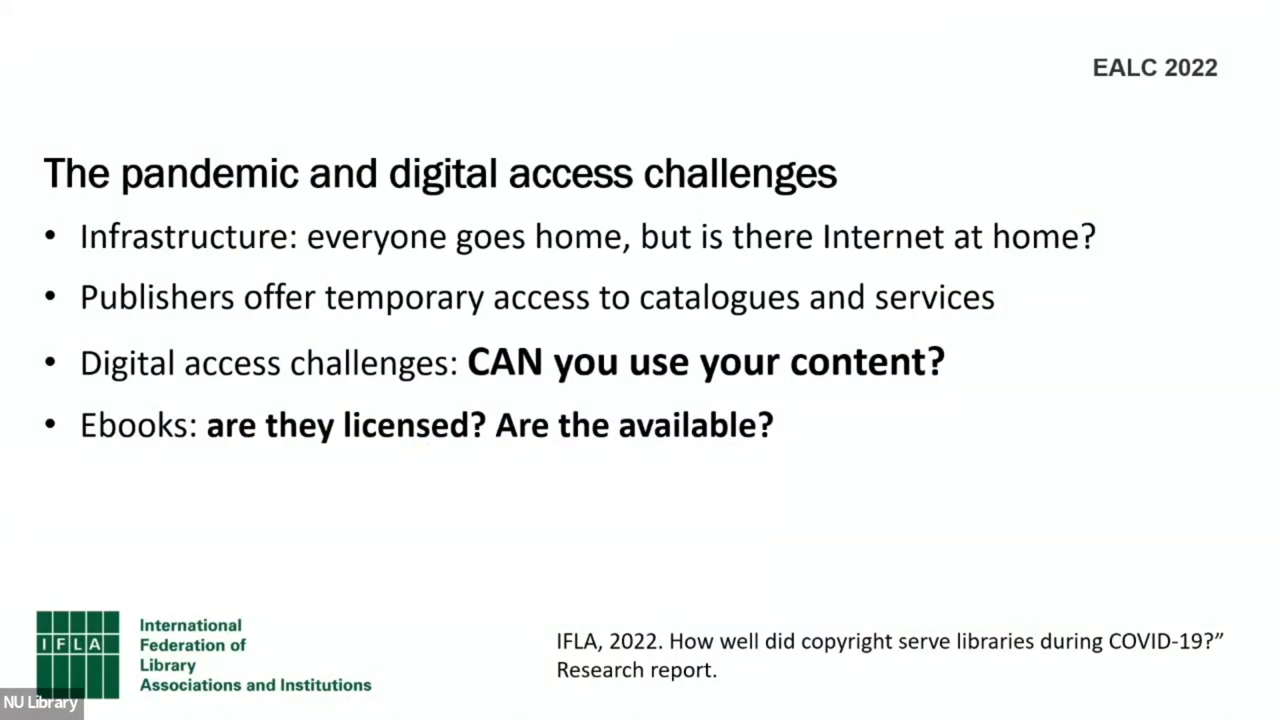 EALC 2022
The pandemic and digital access challenges
• Infrastructure: everyone goes home, but is there Internet at home?
• Publishers offer temporary access to catalogues and services
• Digital access challenges: CAN you use your content?
• Ebooks: are they licensed? Are the available?
IFLA
International
Federation of
Library
Associations and Institutions
IFLA, 2022. How well did copyright serve libraries during COVID-19?”
Research report.
NU Library